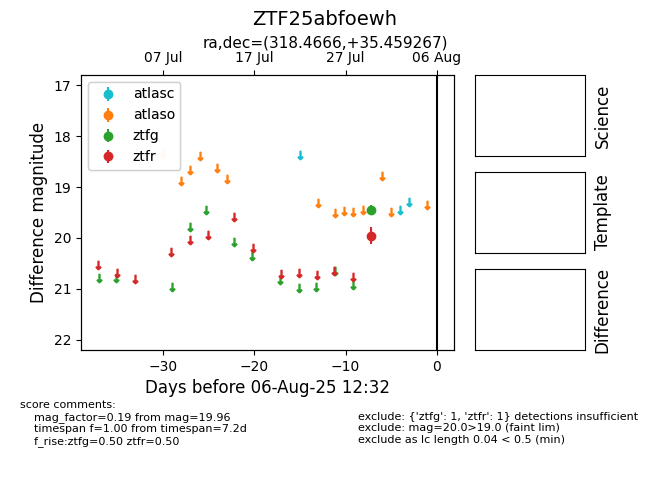 ZTF25abfoewh
ra,dec=(318.4666,+35.459267)
07 Jul 17 Jul 27 Jul 06 Aug
atlasc
atlaso
ztfg
ztfr
17
18
19
20
21
22
Difference magnitude
−30 −20 −10 0
Days before 06-Aug-25 12:32
Science
Template
Difference
score comments:
mag_factor=0.19 from mag=19.96
timespan f=1.00 from timespan=7.2d
f_rise:ztfg=0.50 ztfr=0.50
exclude: {'ztfg': 1, 'ztfr': 1} detections insufficient
exclude: mag=20.0>19.0 (faint lim)
exclude as lc length 0.04 < 0.5 (min)